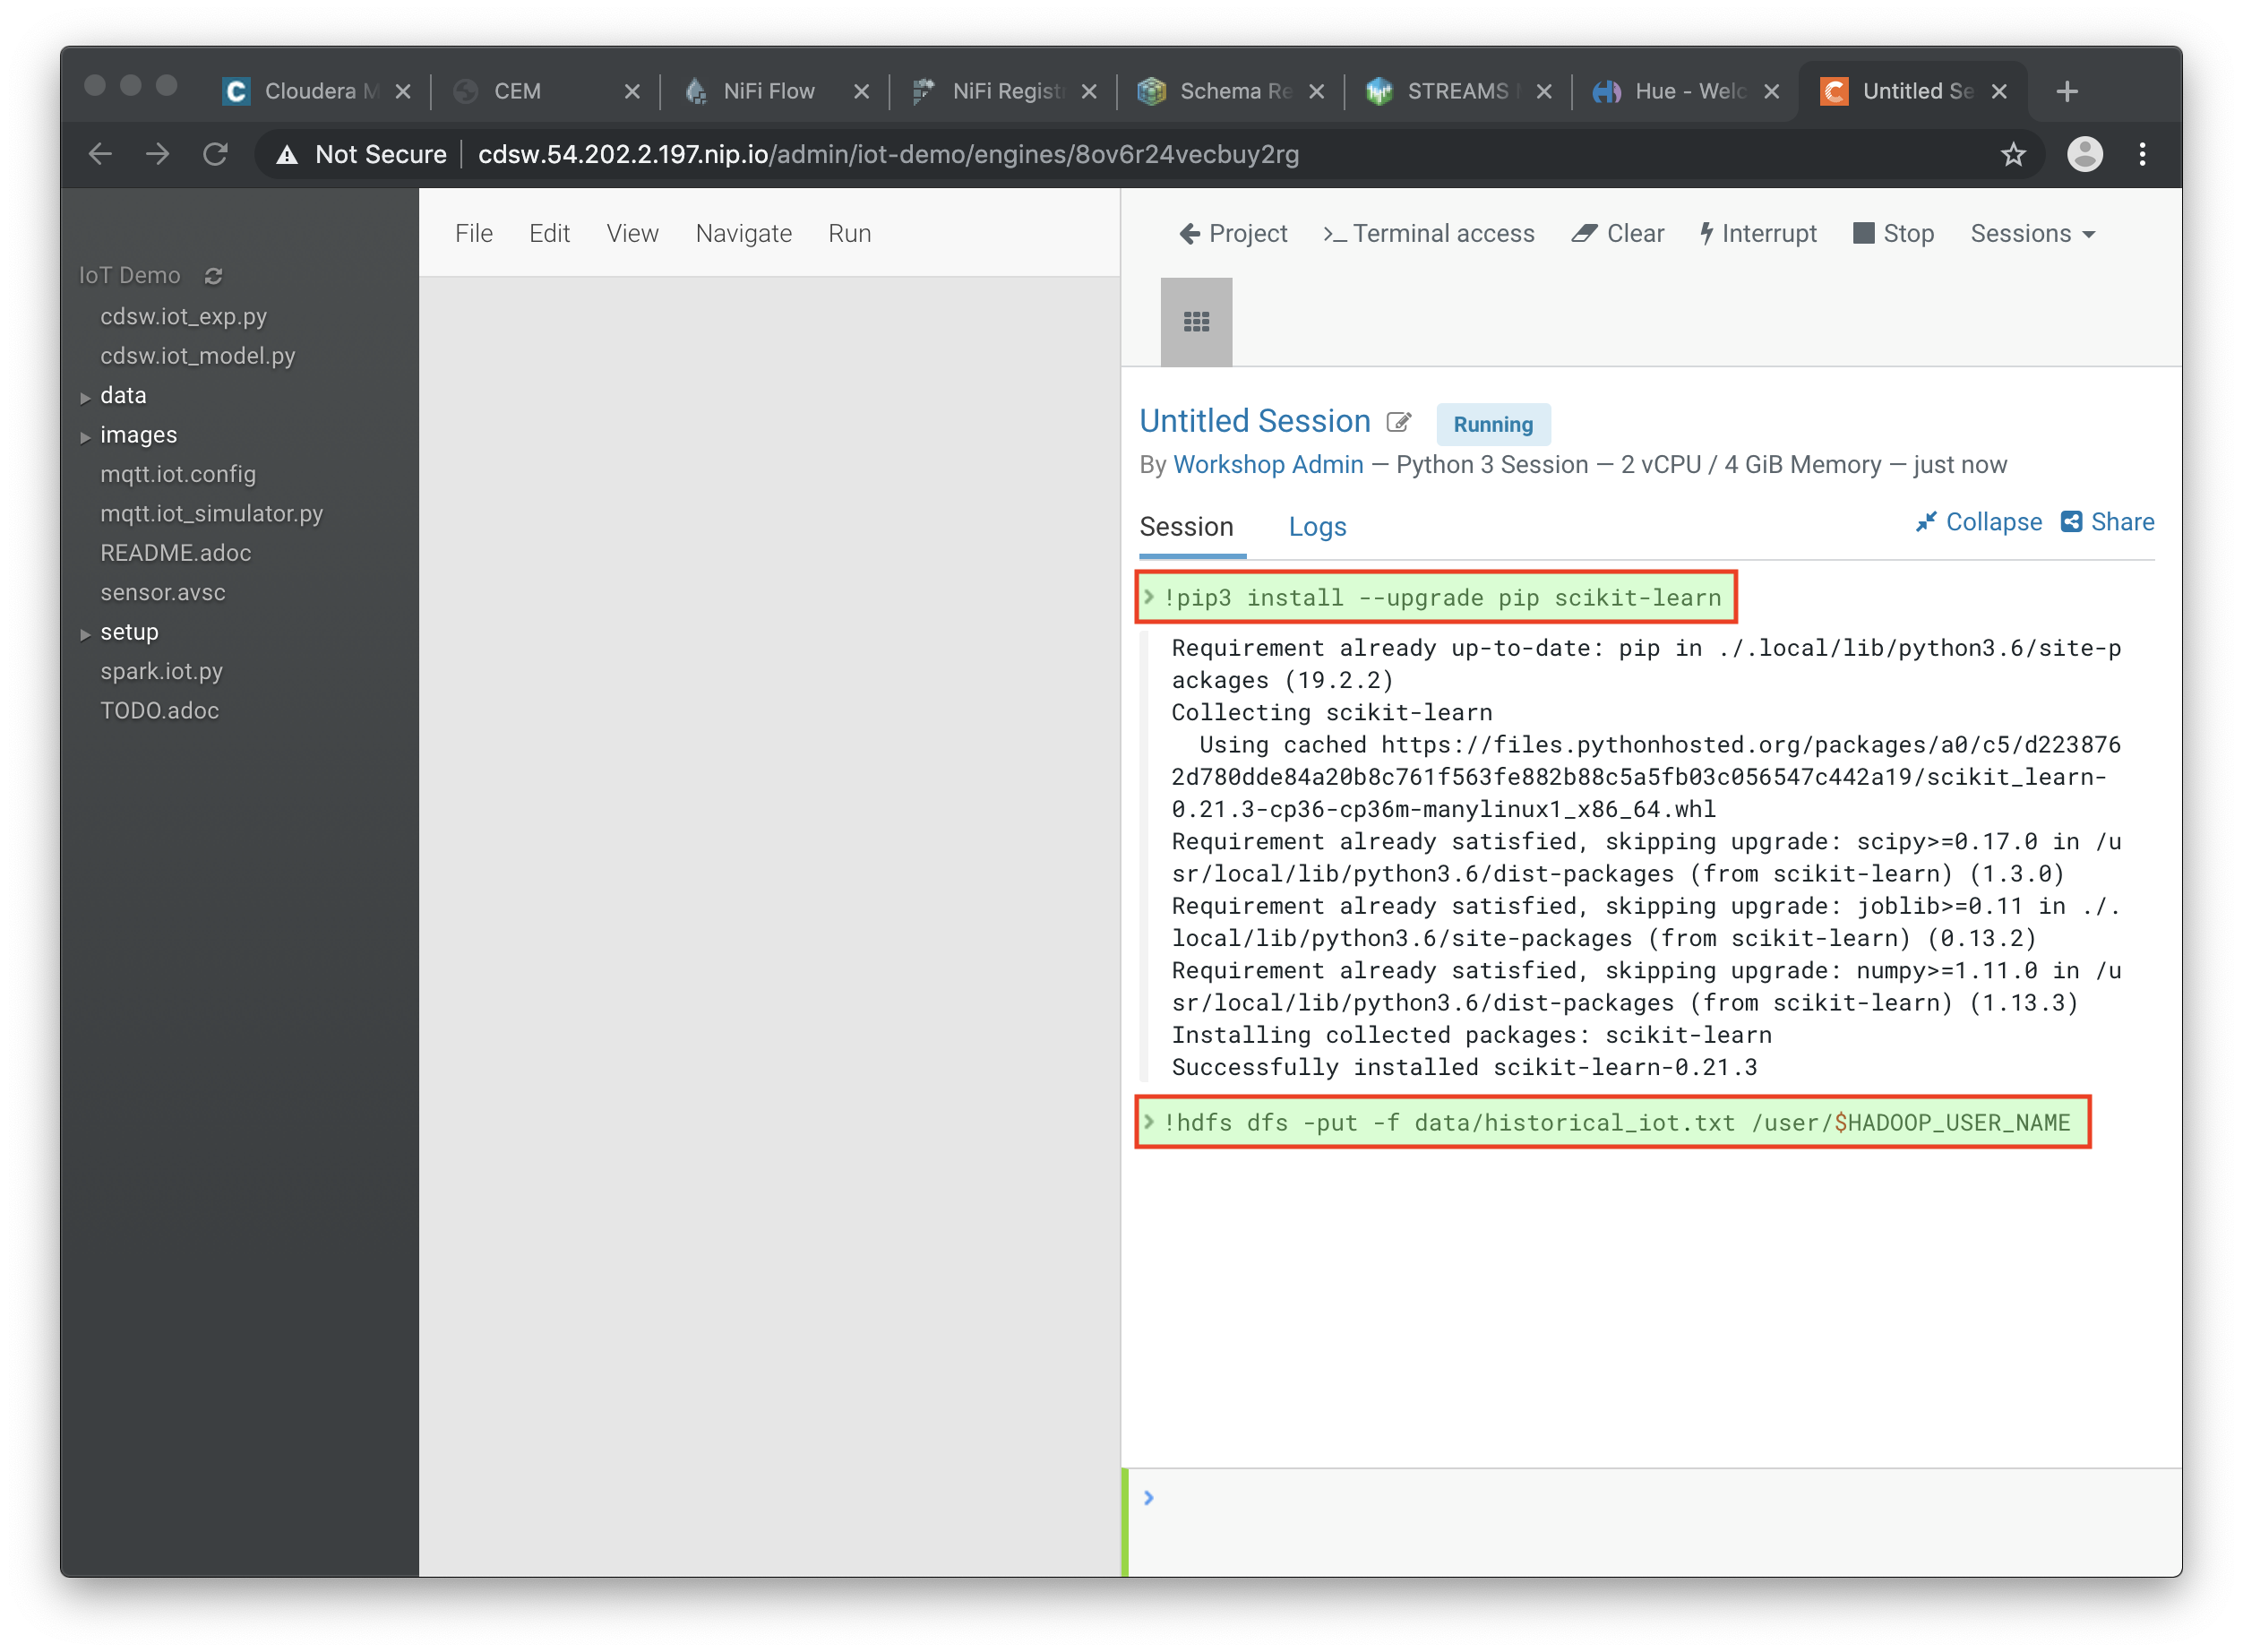 Cloudera M
CEM
NiFi Flow
NiFi Regist
Schema Re
STREAMS
Hue - Welc
Untitled Se
Not Secure
cdsw.54.202.2.197.nip.io/admin/iot-demo/engines/8ov6r24vecbuy2rg
File Edit View Navigate Run
Project >_ Terminal access Clear Interrupt Stop Sessions
IoT Demo
cdsw.iot_exp.py
cdsw.iot_model.py
data
images
mqtt.iot.config
mqtt.iot_simulator.py
README.adoc
sensor.avsc
setup
spark.iot.py
TODO.adoc
Untitled Session Running
By Workshop Admin — Python 3 Session — 2 vCPU / 4 GiB Memory — just now
Session Logs Collapse Share
> !pip3 install --upgrade pip scikit-learn
Requirement already up-to-date: pip in ./.local/lib/python3.6/site-p
ackages (19.2.2)
Collecting scikit-learn
Using cached https://files.pythonhosted.org/packages/a0/c5/d223876
2d780dde84a20b8c761f563fe882b88c5a5fb03c056547c442a19/scikit_learn-
0.21.3-cp36-cp36m-manylinux1_x86_64.whl
Requirement already satisfied, skipping upgrade: scipy>=0.17.0 in /u
sr/local/lib/python3.6/dist-packages (from scikit-learn) (1.3.0)
Requirement already satisfied, skipping upgrade: joblib>=0.11 in ./.
local/lib/python3.6/site-packages (from scikit-learn) (0.13.2)
Requirement already satisfied, skipping upgrade: numpy>=1.11.0 in /u
sr/local/lib/python3.6/dist-packages (from scikit-learn) (1.13.3)
Installing collected packages: scikit-learn
Successfully installed scikit-learn-0.21.3
> !hdfs dfs -put -f data/historical_iot.txt /user/$HADOOP_USER_NAME
>